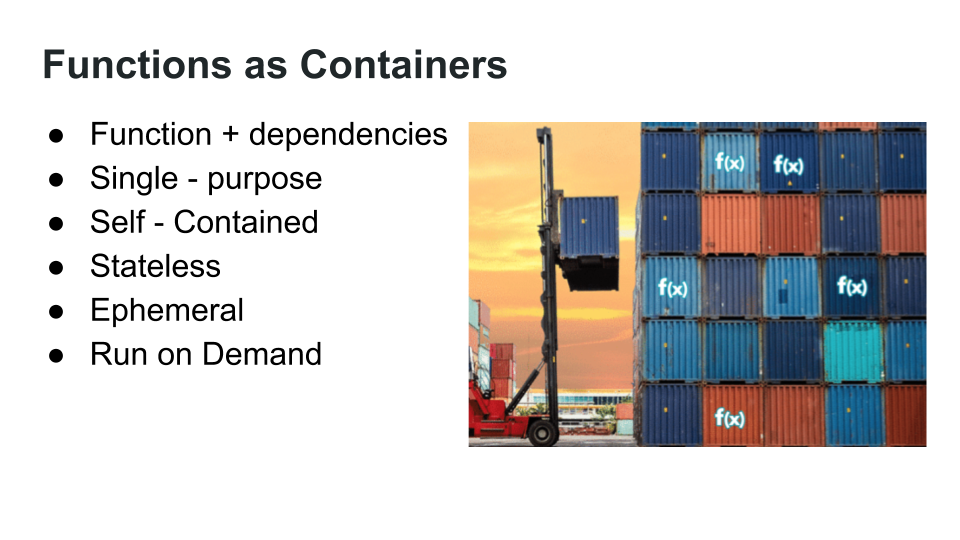 Functions as Containers
● Function + dependencies
● Single - purpose
● Self - Contained
● Stateless
● Ephemeral
● Run on Demand
f(x) f(x)
f(x) f(x)
f(x)